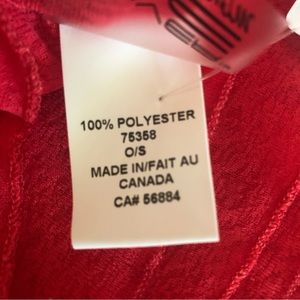 100% POLYESTER
75358
O/S
MADE IN/FAIT AU
CANADA
CA# 56884